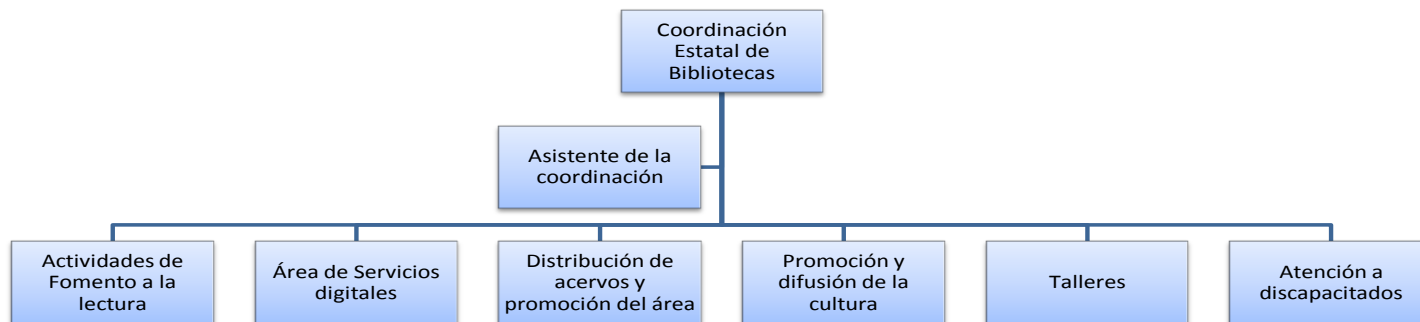 Coordinación
Estatal de
Bibliotecas
Asistente de la
coordinación
Actividades de
Fomento a la
lectura
Área de Servicios
digitales
Distribución de
acervos y
promoción del área
Promoción y
difusión de la
cultura
Talleres
Atención a
discapacitados